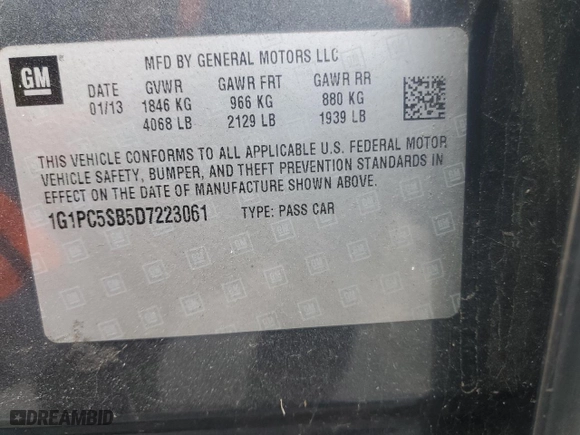 GM
MFD BY GENERAL MOTORS LLC
DATE GVWR GAWR FRT GAWR RR
01/13 1846 KG 966 KG 880 KG
4068 LB 2129 LB 1939 LB
THIS VEHICLE CONFORMS TO ALL APPLICABLE U.S. FEDERAL MOTOR
VEHICLE SAFETY, BUMPER, AND THEFT PREVENTION STANDARDS IN
EFFECT ON THE DATE OF MANUFACTURE SHOWN ABOVE.
1G1PC5SB5D7223061 TYPE: PASS CAR
DREAMBID